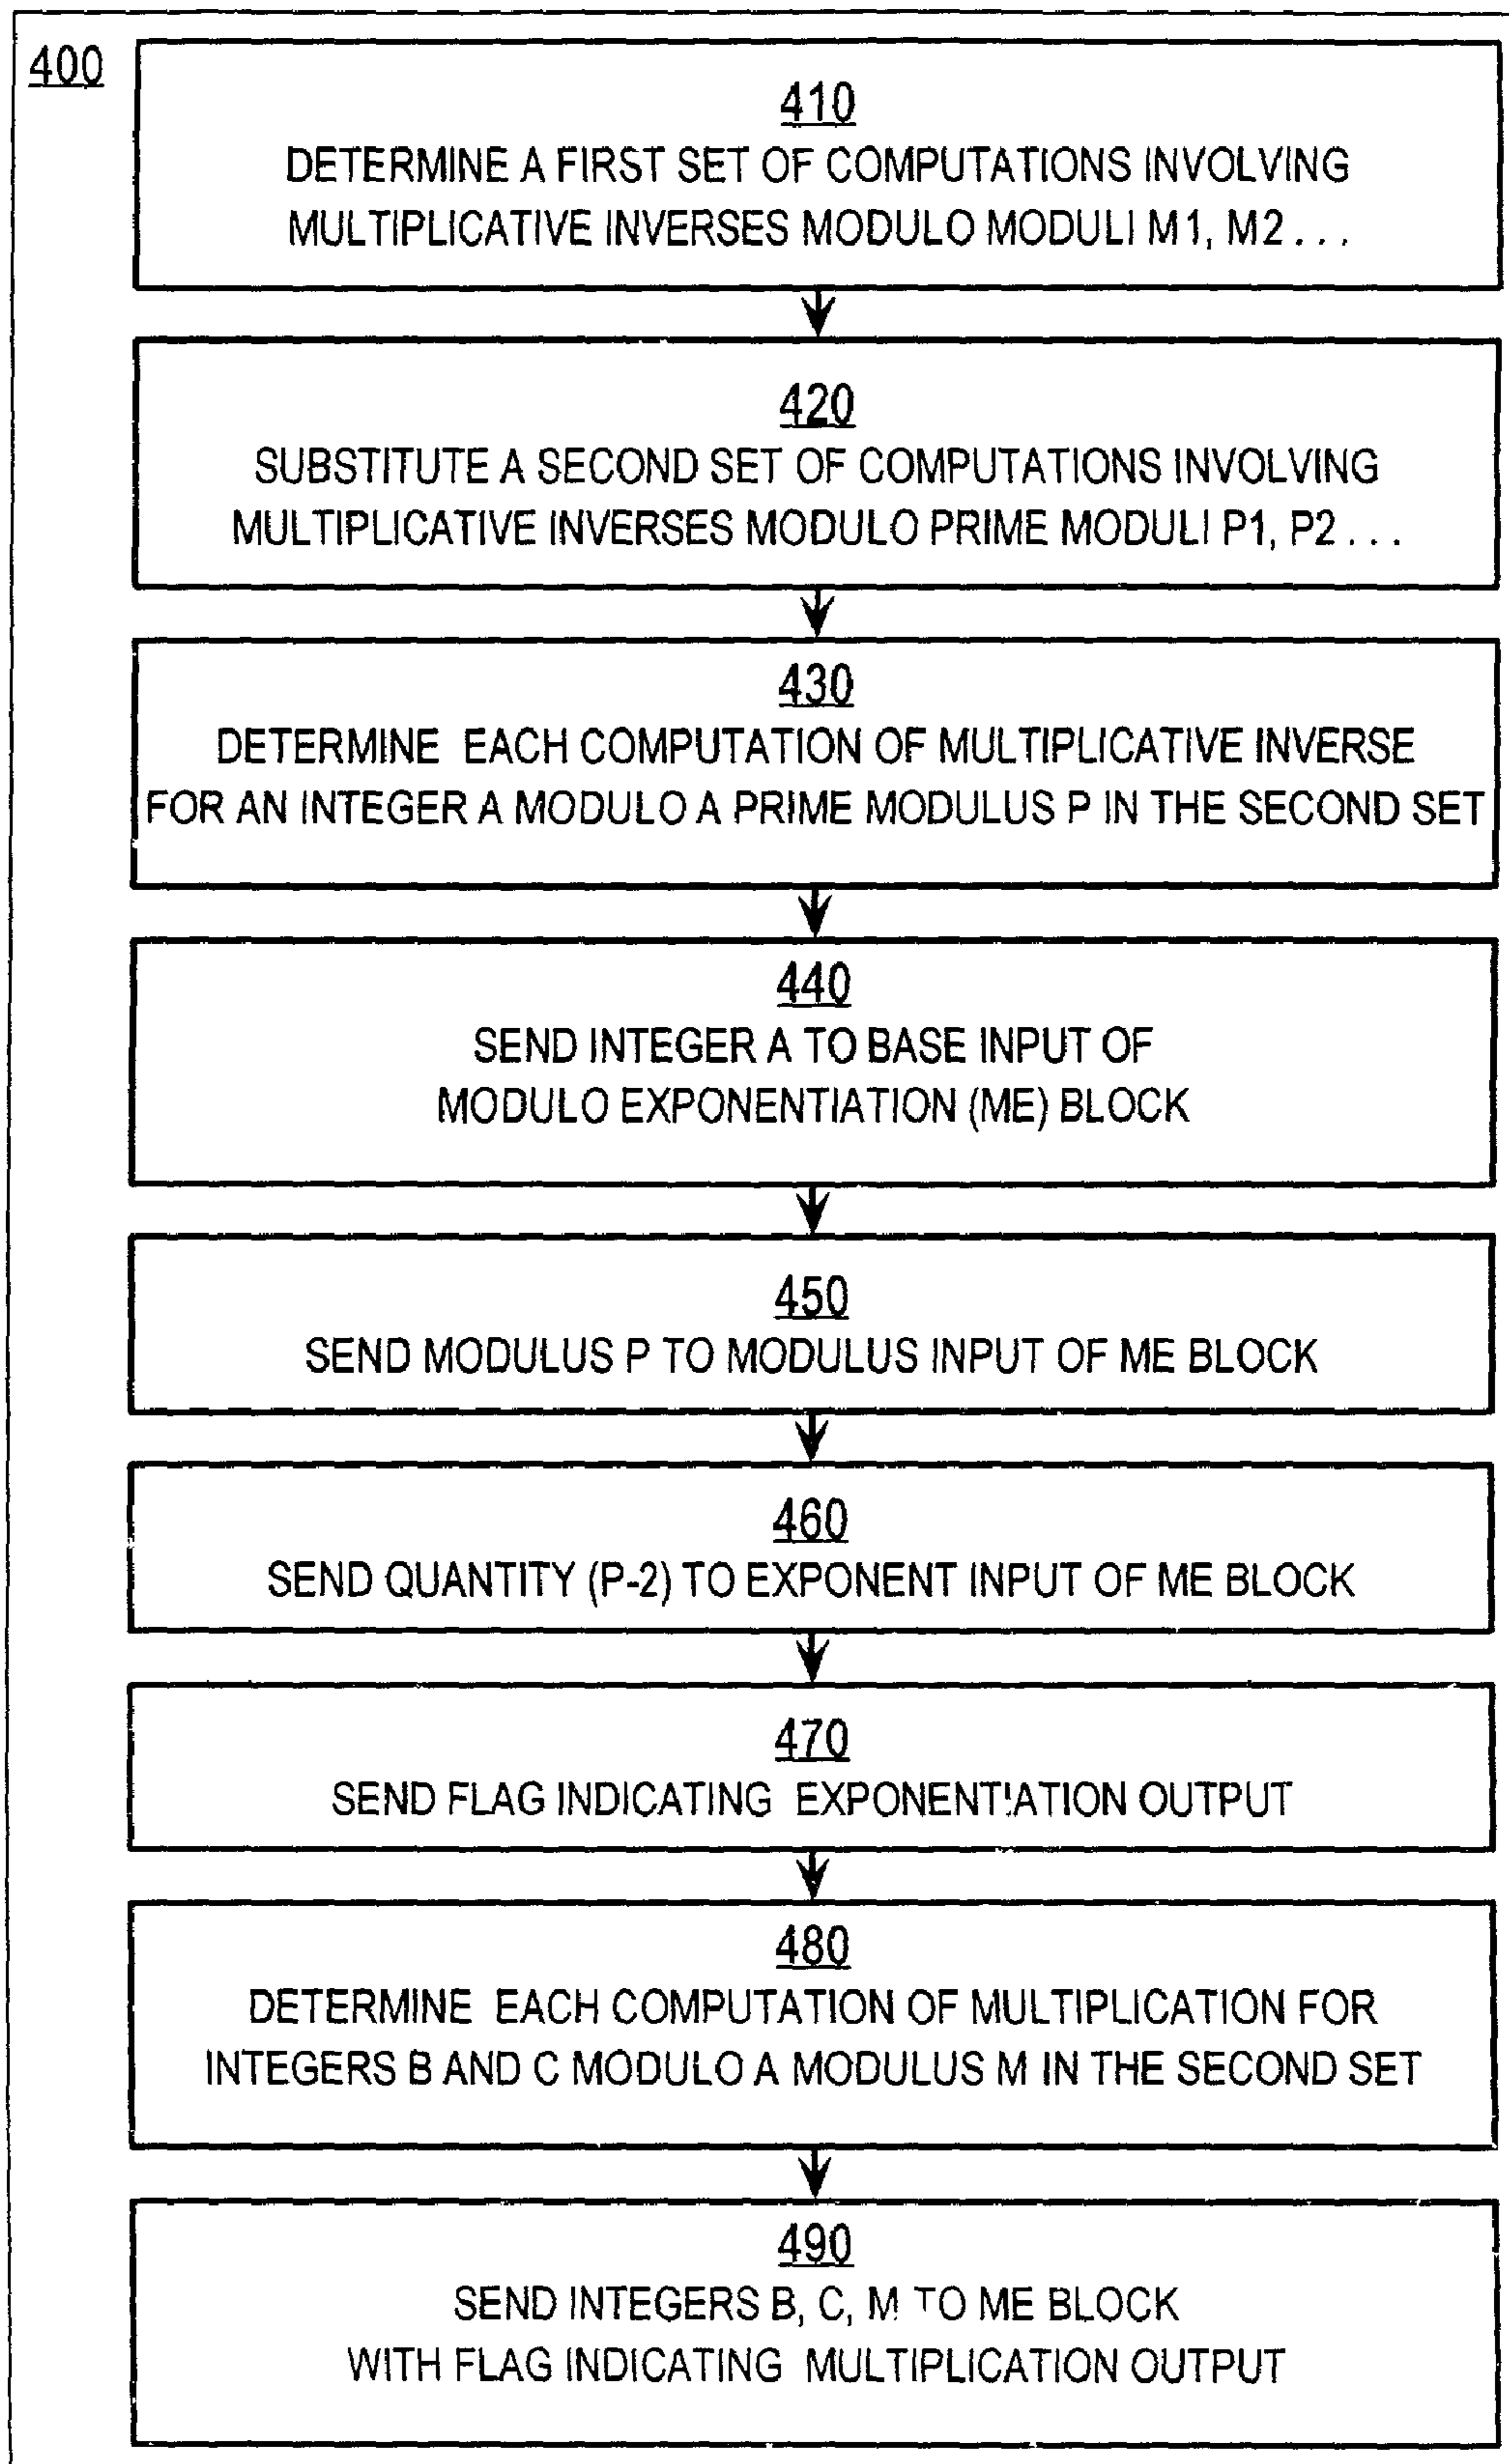 400
410
DETERMINE A FIRST SET OF COMPUTATIONS INVOLVING
MULTIPLICATIVE INVERSES MODULO MODULI M1, M2 . . .
420
SUBSTITUTE A SECOND SET OF COMPUTATIONS INVOLVING
MULTIPLICATIVE INVERSES MODULO PRIME MODULI P1, P2 . . .
430
DETERMINE EACH COMPUTATION OF MULTIPLICATIVE INVERSE
FOR AN INTEGER A MODULO A PRIME MODULUS P IN THE SECOND SET
440
SEND INTEGER A TO BASE INPUT OF
MODULO EXPONENTIATION (ME) BLOCK
450
SEND MODULUS P TO MODULUS INPUT OF ME BLOCK
460
SEND QUANTITY (P-2) TO EXPONENT INPUT OF ME BLOCK
470
SEND FLAG INDICATING EXPONENTIATION OUTPUT
480
DETERMINE EACH COMPUTATION OF MULTIPLICATION FOR
INTEGERS B AND C MODULO A MODULUS M IN THE SECOND SET
490
SEND INTEGERS B, C, M TO ME BLOCK
WITH FLAG INDICATING MULTIPLICATION OUTPUT